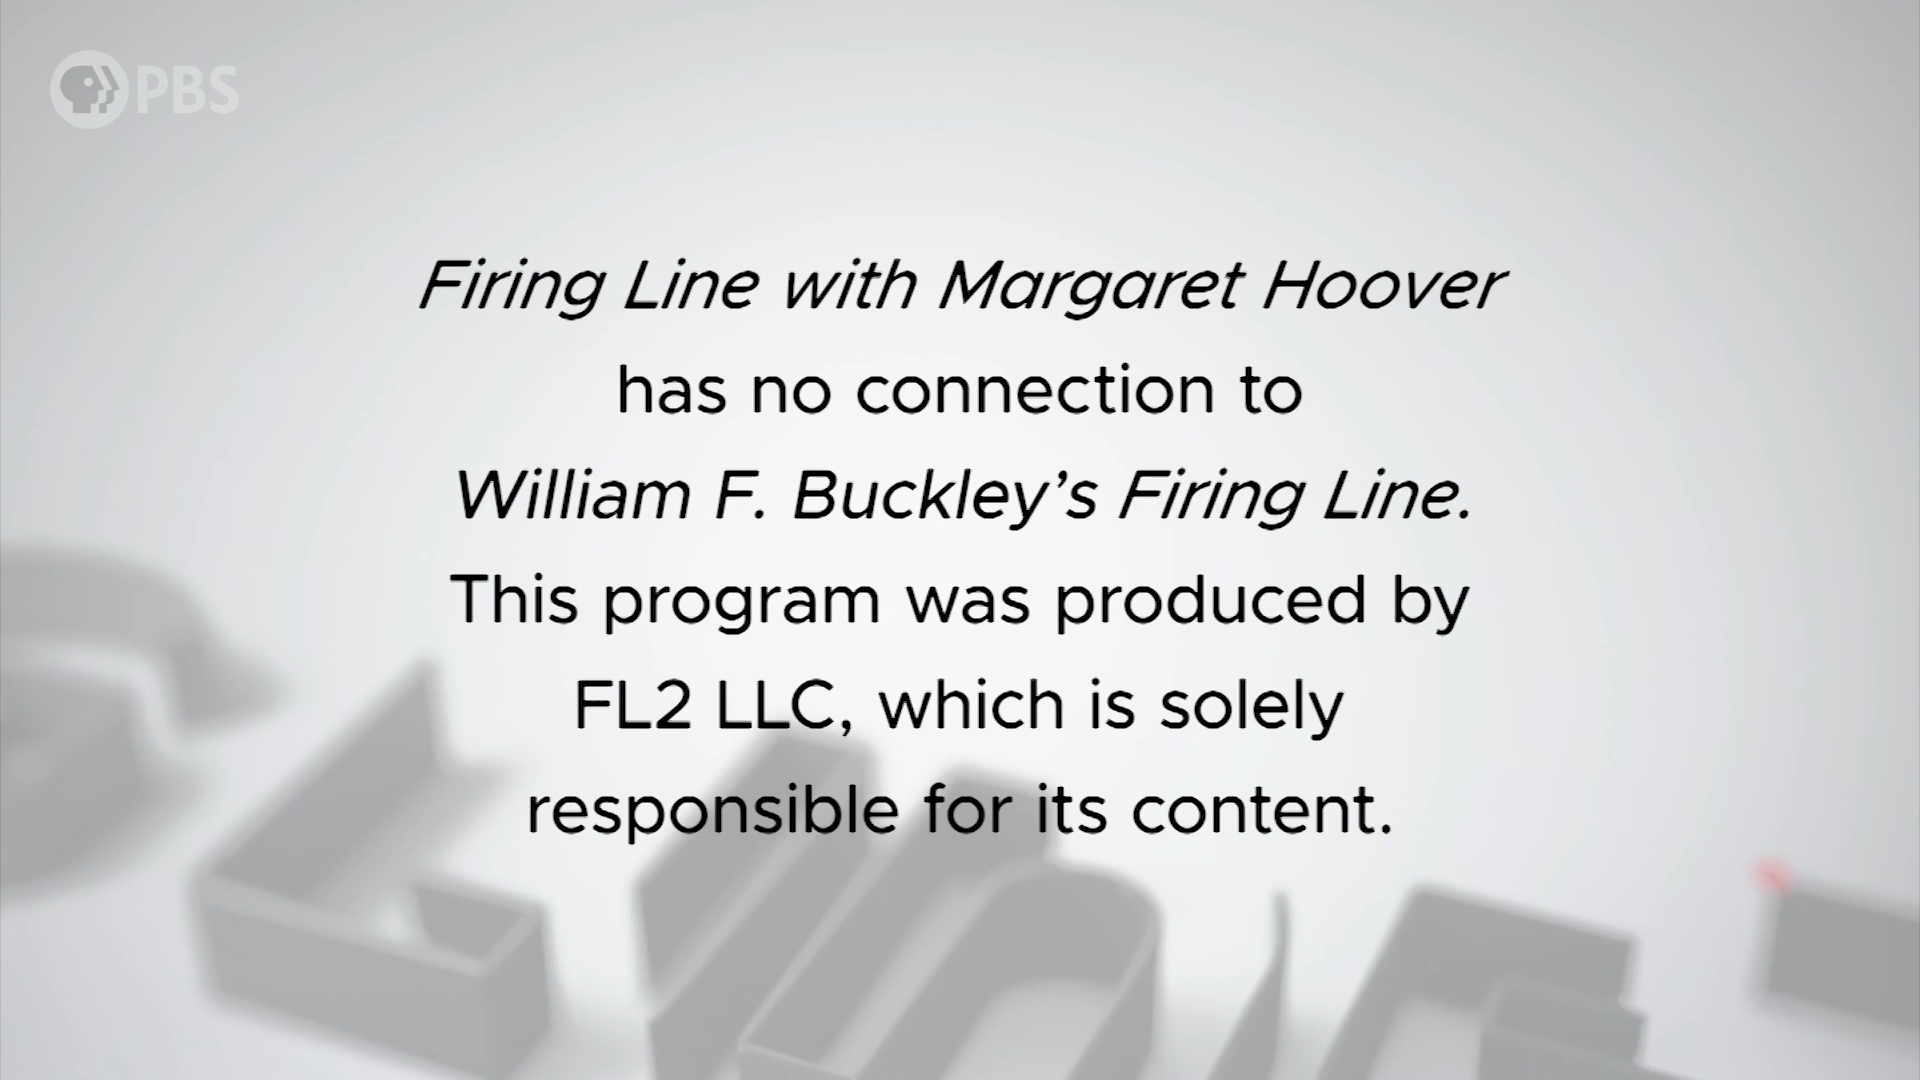 PBS
Firing Line with Margaret Hoover
has no connection to
William F. Buckley’s Firing Line.
This program was produced by
FL2 LLC, which is solely
responsible for its content.